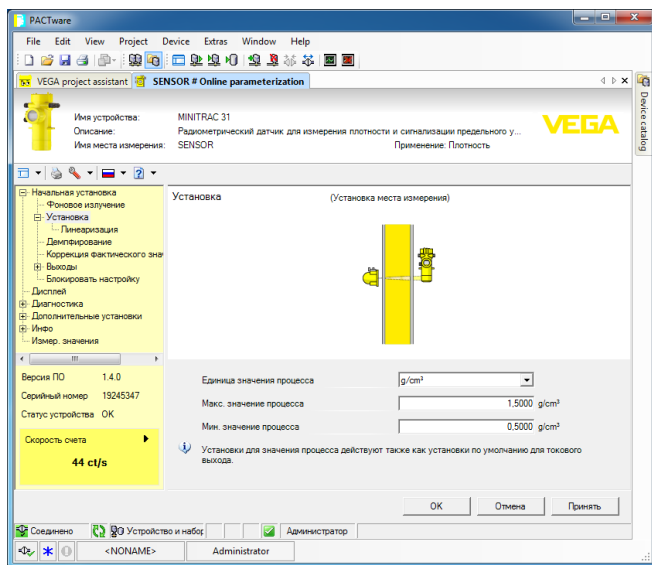 PACTware
File Edit View Project Device Extras Window Help
VEGA project assistant SENSOR # Online parameterization
Device catalog
Имя устройства: MINITRAC 31
Описание: Радиометрический датчик для измерения плотности и сигнализации предельного у...
Имя места измерения: SENSOR Применение: Плотность
VEGA
Начальная установка
Фоновое излучение
Установка
Линеаризация
Демпфирование
Коррекция фактического зна
Выходы
Блокировать настройку
Дисплей
Диагностика
Дополнительные установки
Инфо
Измер. значения
Версия ПО 1.4.0
Серийный номер 19245347
Статус устройства OK
Скорость счета
44 ct/s
Установка (Установка места измерения)
Единица значения процесса g/cm³
Макс. значение процесса 1,5000 g/cm³
Мин. значение процесса 0,5000 g/cm³
Установки для значения процесса действуют также как установки по умолчанию для токового
выхода.
OK Отмена Принять
Соединено Устройство и набор Администратор
<NONAME> Administrator